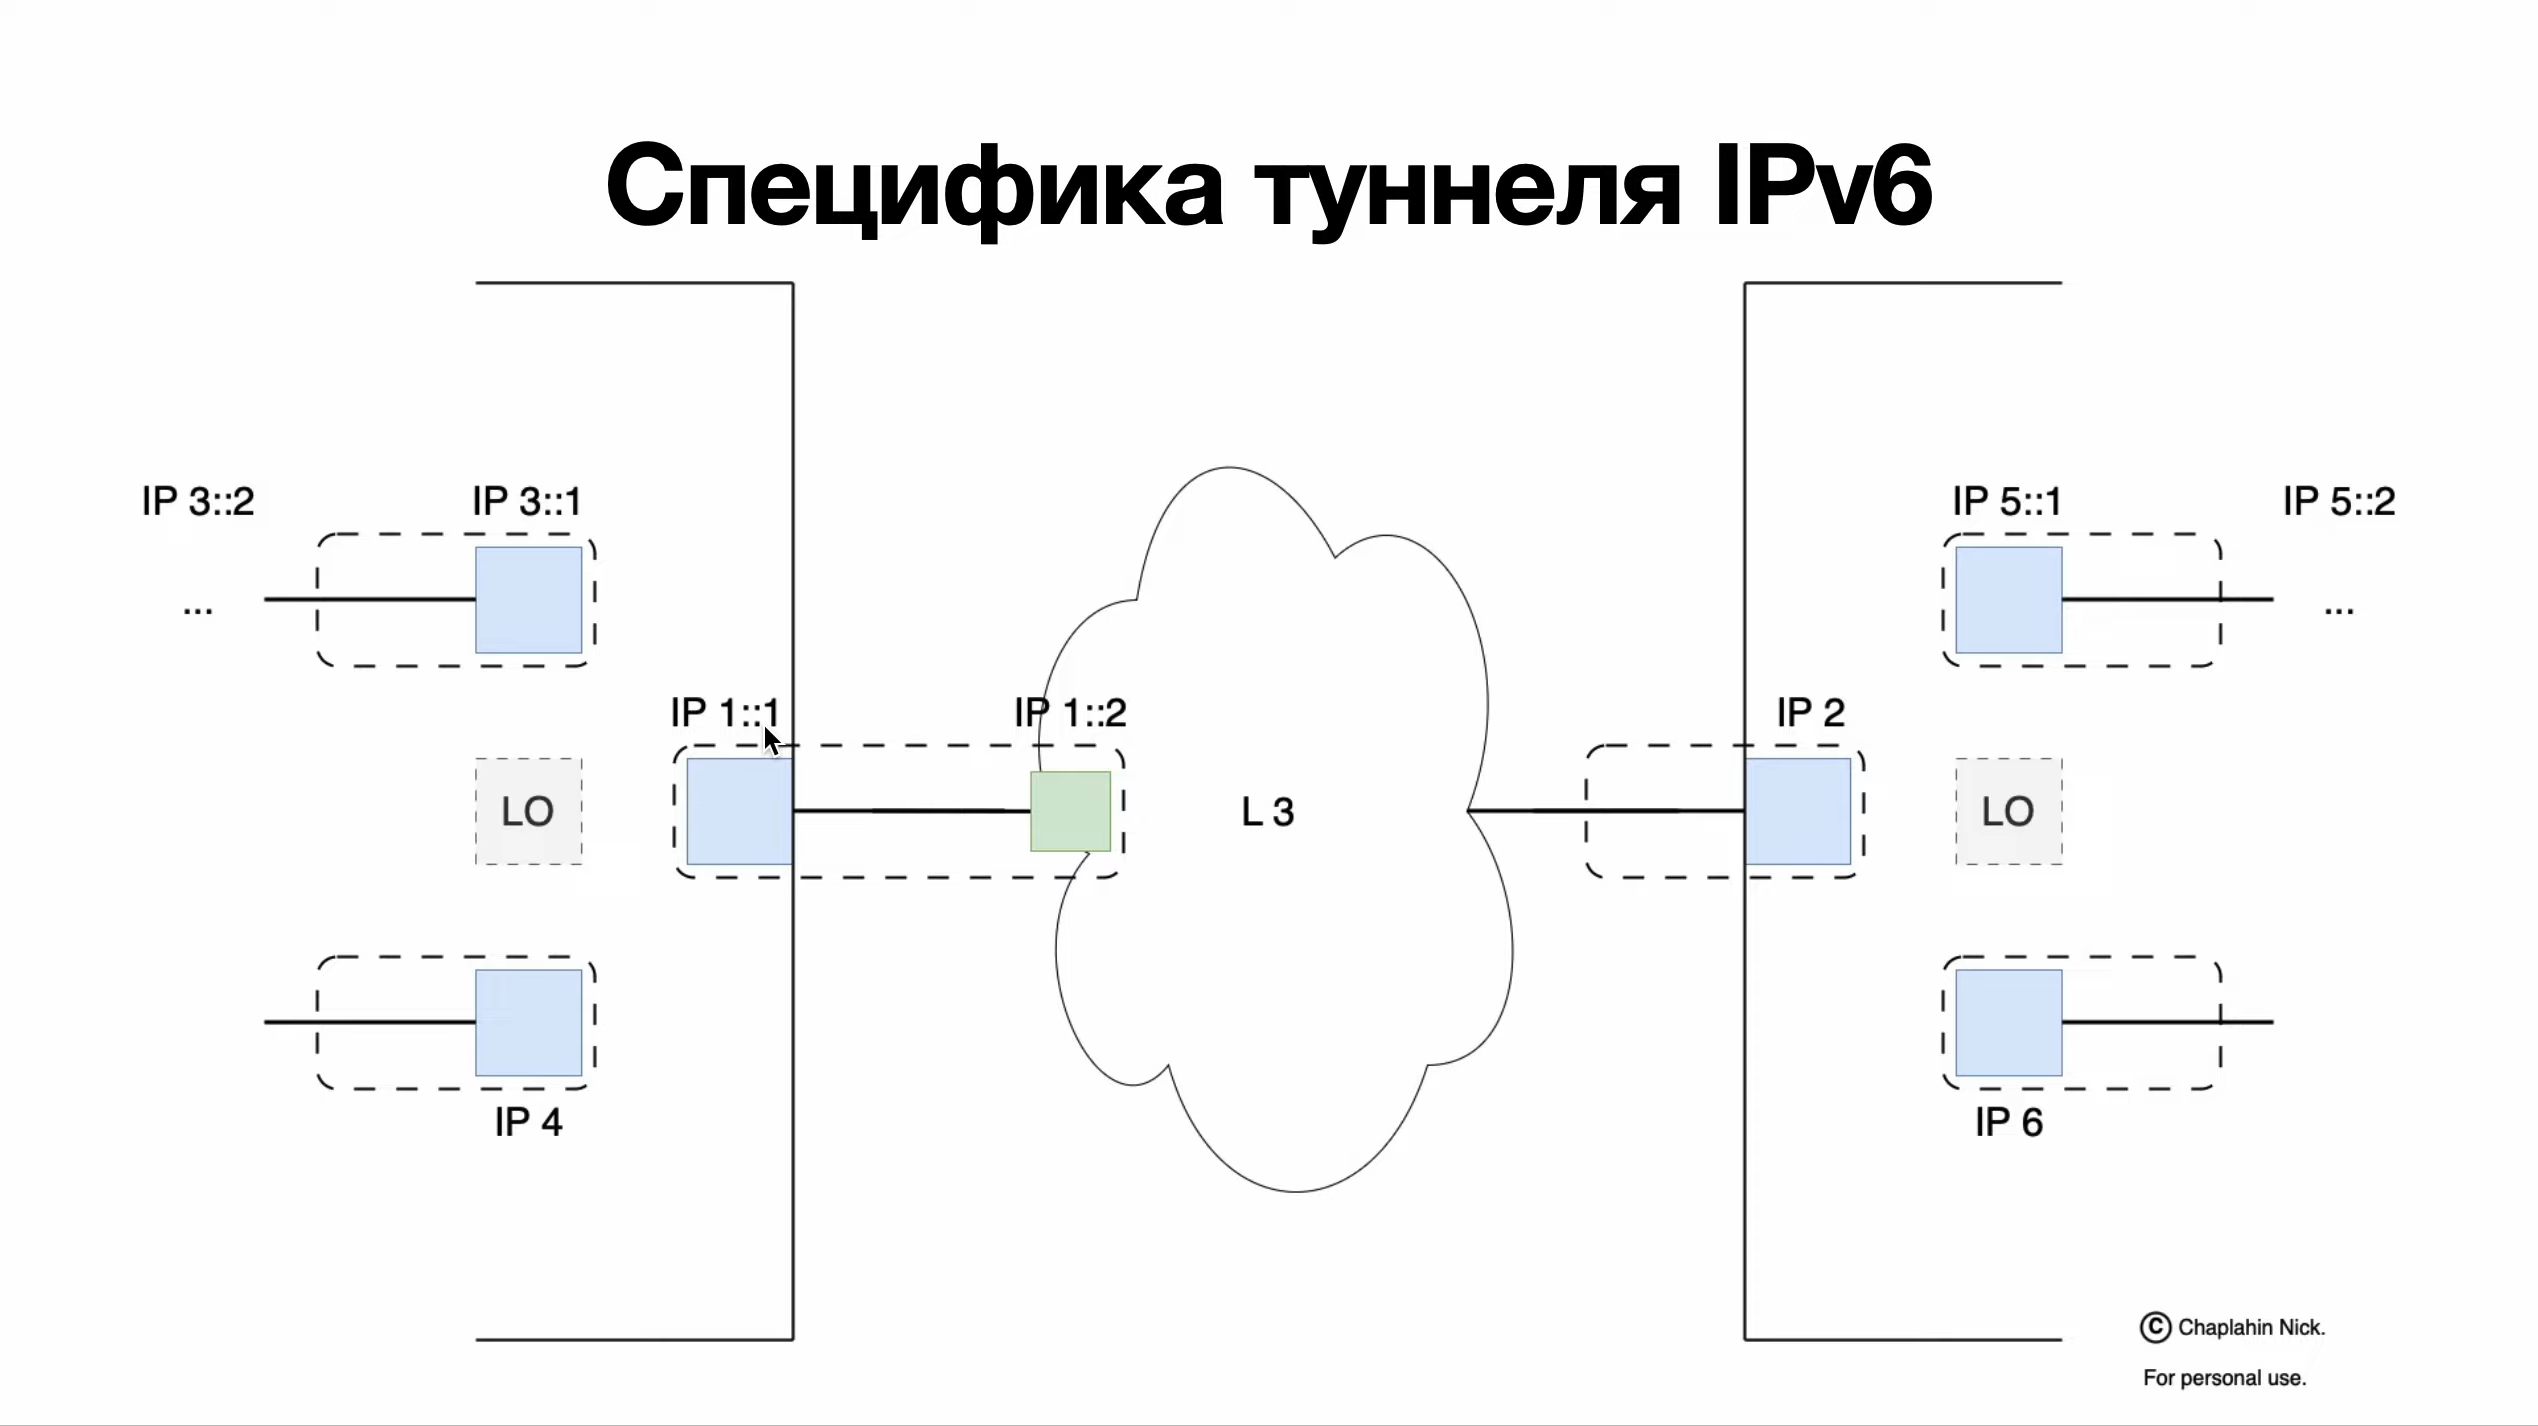 Специфика туннеля IPv6
IP 3::2
IP 3::1
IP 5::1
IP 5::2
...
...
IP 1::1
IP 1::2
IP 2
LO
L 3
LO
IP 4
IP 6
© Chaplahin Nick.
For personal use.